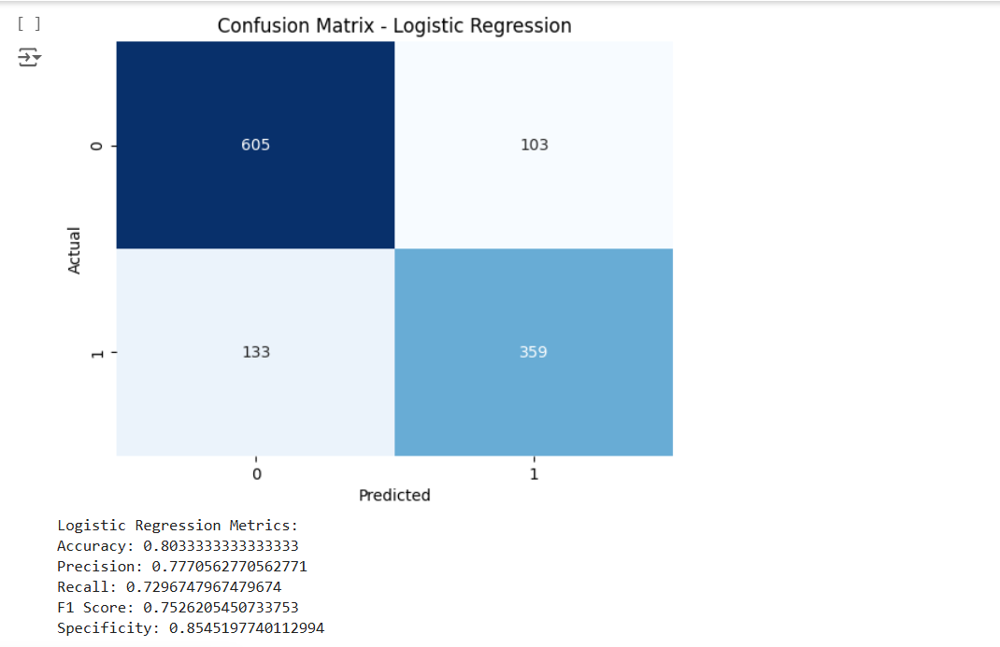 [ ]
Confusion Matrix - Logistic Regression
0
605
103
Actual
1
133
359
0
1
Predicted
Logistic Regression Metrics:
Accuracy: 0.8033333333333333
Precision: 0.7770562770562771
Recall: 0.7296747967479674
F1 Score: 0.7526205450733753
Specificity: 0.8545197740112994